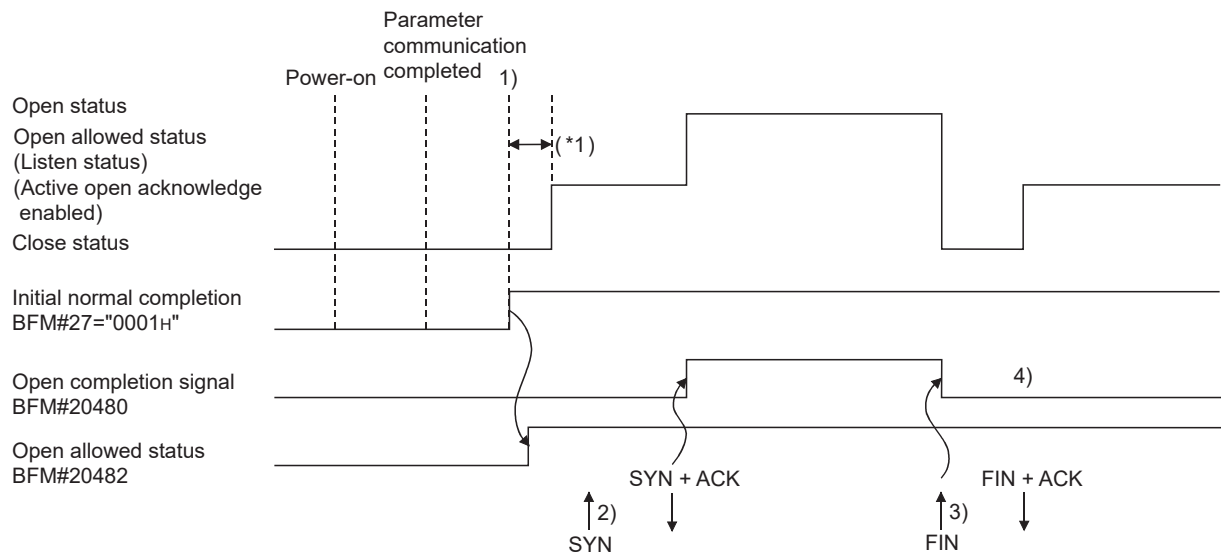 Parameter
communication
completed
Power-on
1)
Open status
Open allowed status
(Listen status)
(Active open acknowledge
enabled)
Close status
(*1)
Initial normal completion
BFM#27="0001H"
Open completion signal
BFM#20480
4)
Open allowed status
BFM#20482
SYN + ACK
FIN + ACK
2)
3)
SYN
FIN